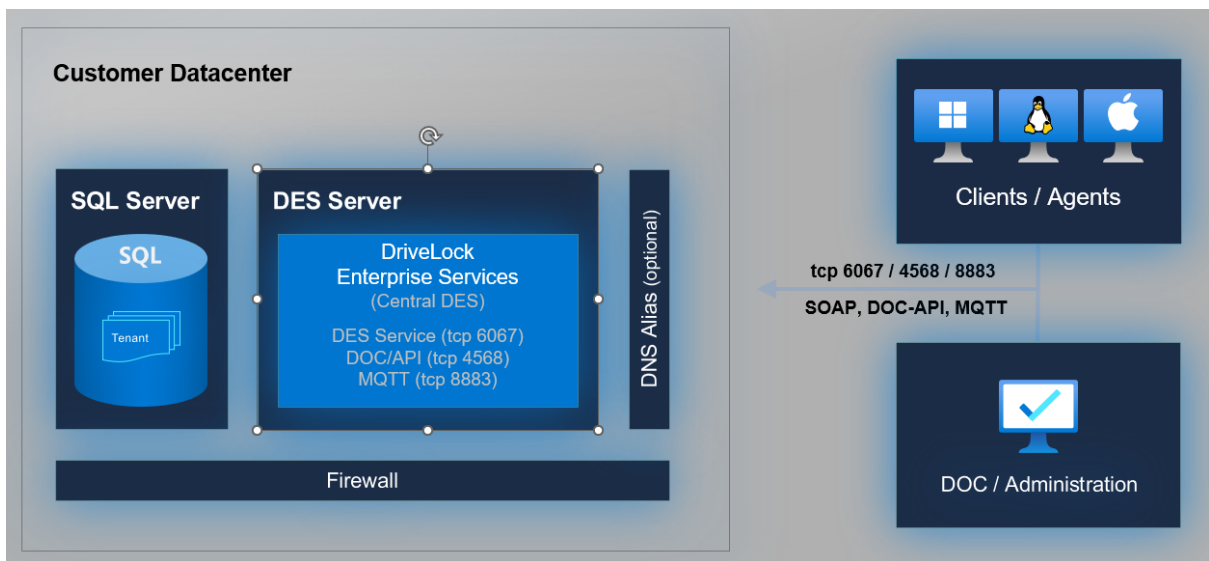 Customer Datacenter
SQL Server
SQL
Tenant
DES Server
DriveLock
Enterprise Services
(Central DES)
DES Service (tcp 6067)
DOC/API (tcp 4568)
MQTT (tcp 8883)
DNS Alias (optional)
Firewall
Clients / Agents
tcp 6067 / 4568 / 8883
SOAP, DOC-API, MQTT
DOC / Administration